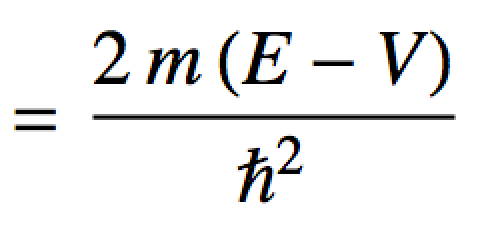 = 2 m (E − V) / ħ²